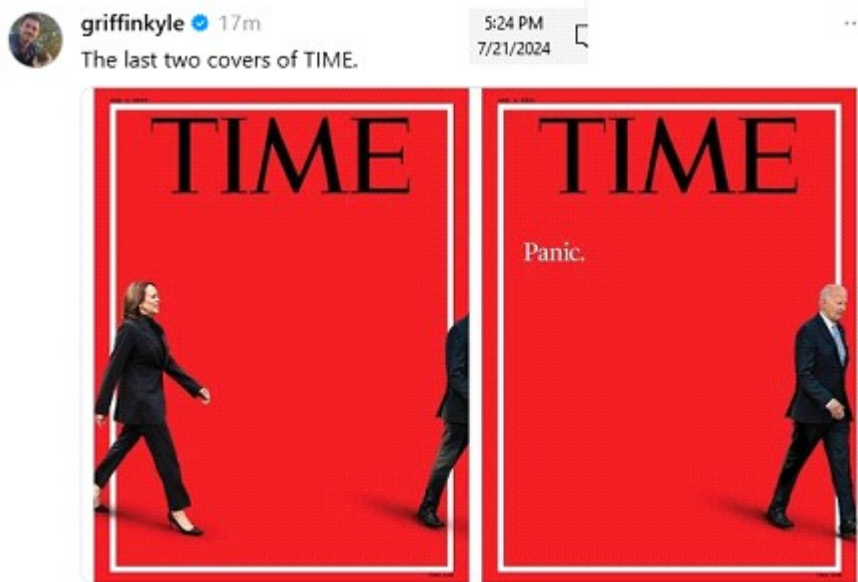 griffinkyle 17m
The last two covers of TIME.
5:24 PM
7/21/2024
TIME
TIME
Panic.